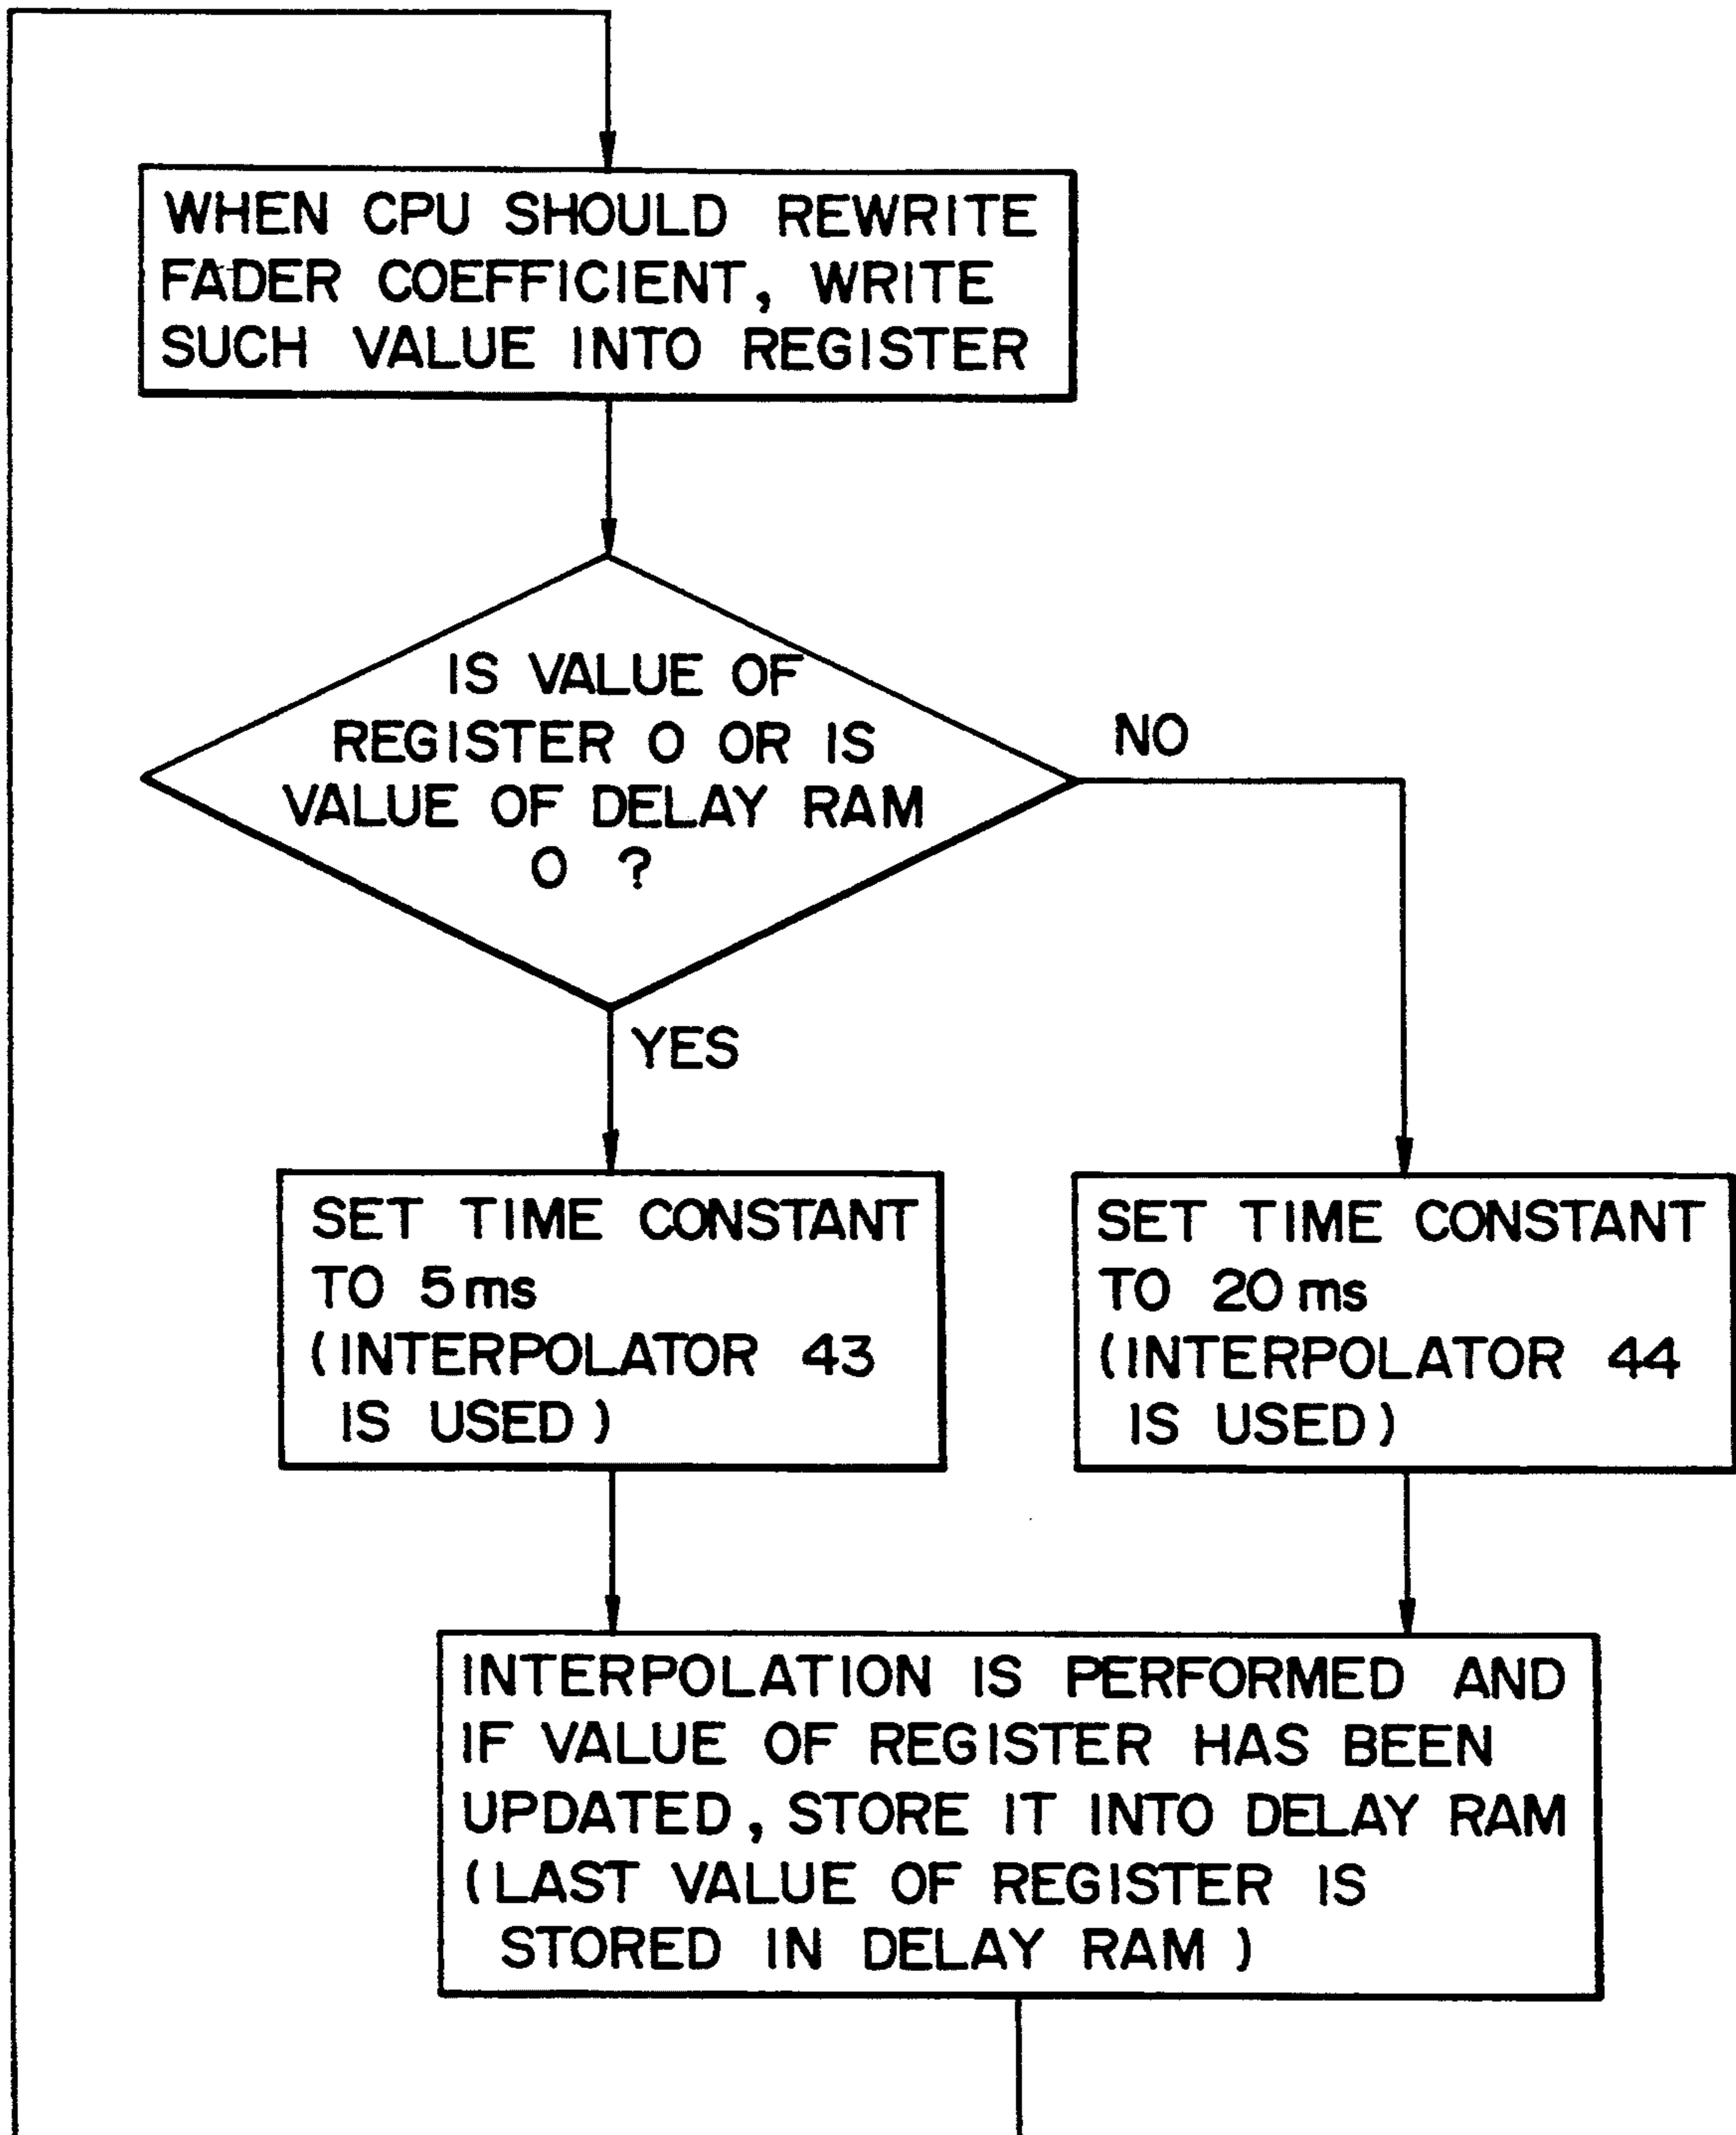 WHEN CPU SHOULD REWRITE
FADER COEFFICIENT, WRITE
SUCH VALUE INTO REGISTER
IS VALUE OF
REGISTER 0 OR IS
VALUE OF DELAY RAM
0 ?
NO
YES
SET TIME CONSTANT
TO 5ms
(INTERPOLATOR 43
IS USED)
SET TIME CONSTANT
TO 20 ms
(INTERPOLATOR 44
IS USED)
INTERPOLATION IS PERFORMED AND
IF VALUE OF REGISTER HAS BEEN
UPDATED, STORE IT INTO DELAY RAM
(LAST VALUE OF REGISTER IS
STORED IN DELAY RAM)